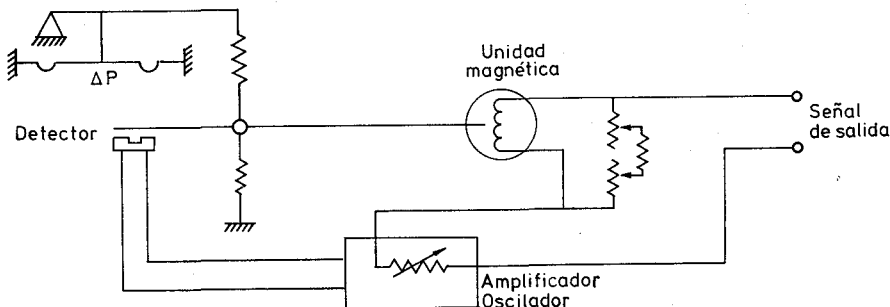 ΔP
Unidad
magnética
Detector
Señal
de salida
Amplificador
Oscilador